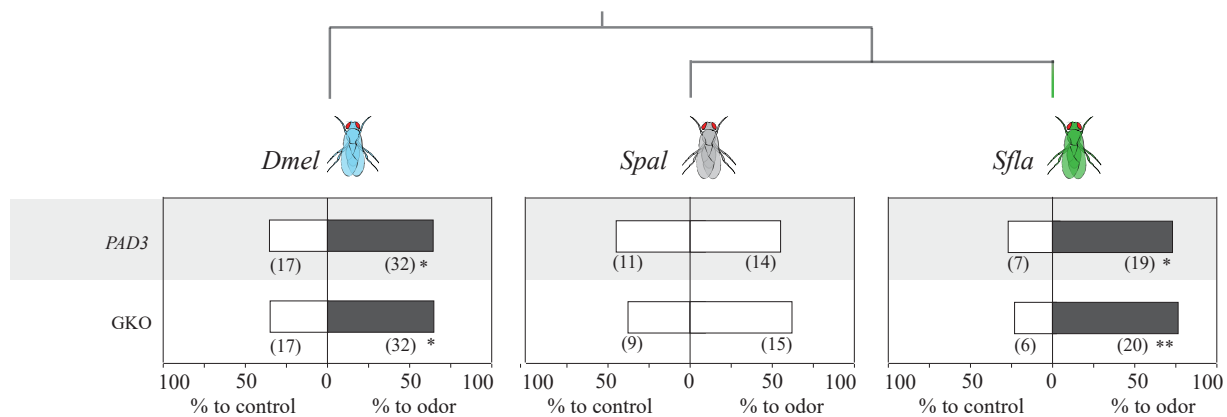 Dmel Spal Sfla
PAD3
(17) (32) * (11) (14) (7) (19) *
GKO
(17) (32) * (9) (15) (6) (20) **
100 50 0 50 100 100 50 0 50 100 100 50 0 50 100
% to control % to odor % to control % to odor % to control % to odor